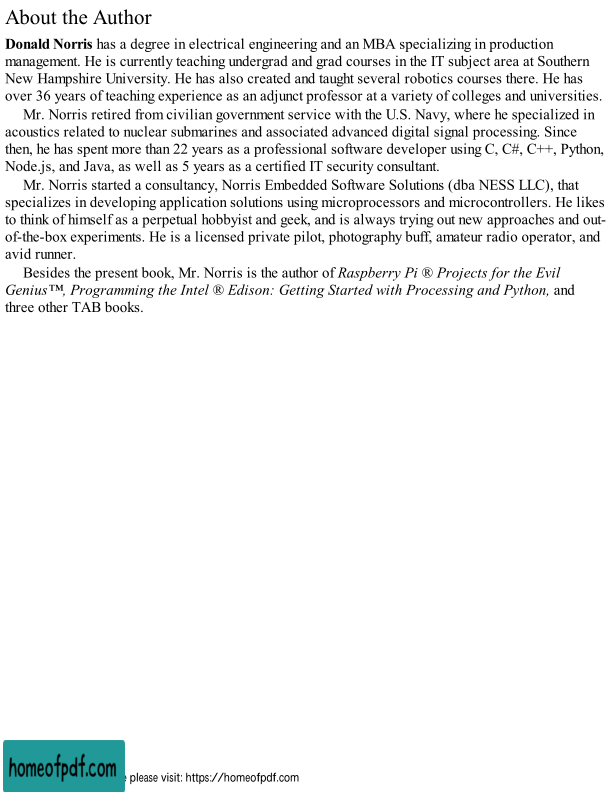 About the Author
Donald Norris has a degree in electrical engineering and an MBA specializing in production
management. He is currently teaching undergrad and grad courses in the IT subject area at Southern
New Hampshire University. He has also created and taught several robotics courses there. He has
over 36 years of teaching experience as an adjunct professor at a variety of colleges and universities.
Mr. Norris retired from civilian government service with the U.S. Navy, where he specialized in
acoustics related to nuclear submarines and associated advanced digital signal processing. Since
then, he has spent more than 22 years as a professional software developer using C, C#, C++, Python,
Node.js, and Java, as well as 5 years as a certified IT security consultant.
Mr. Norris started a consultancy, Norris Embedded Software Solutions (dba NESS LLC), that
specializes in developing application solutions using microprocessors and microcontrollers. He likes
to think of himself as a perpetual hobbyist and geek, and is always trying out new approaches and out-
of-the-box experiments. He is a licensed private pilot, photography buff, amateur radio operator, and
avid runner.
Besides the present book, Mr. Norris is the author of Raspberry Pi ® Projects for the Evil
Genius™, Programming the Intel ® Edison: Getting Started with Processing and Python, and
three other TAB books.
homeofpdf.com please visit: https://homeofpdf.com